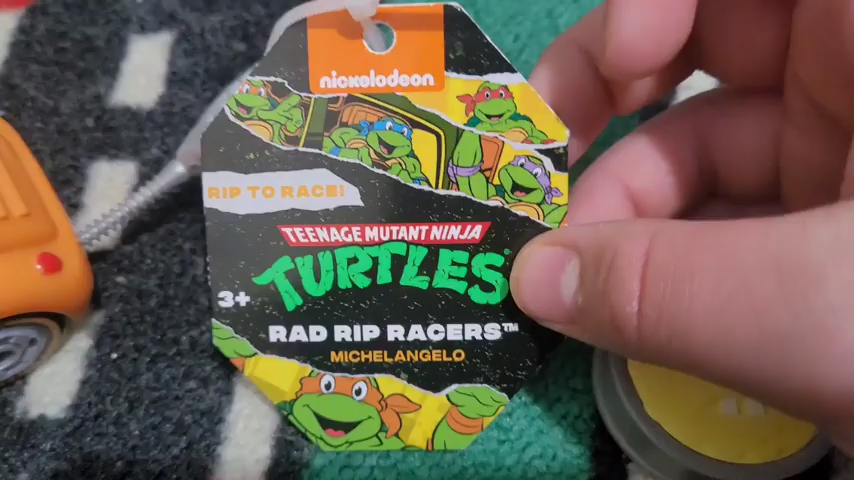 nickelodeon
RIP TO RACE!
TEENAGE MUTANT NINJA
TURTLES
3+
RAD RIP RACERS™
MICHELANGELO